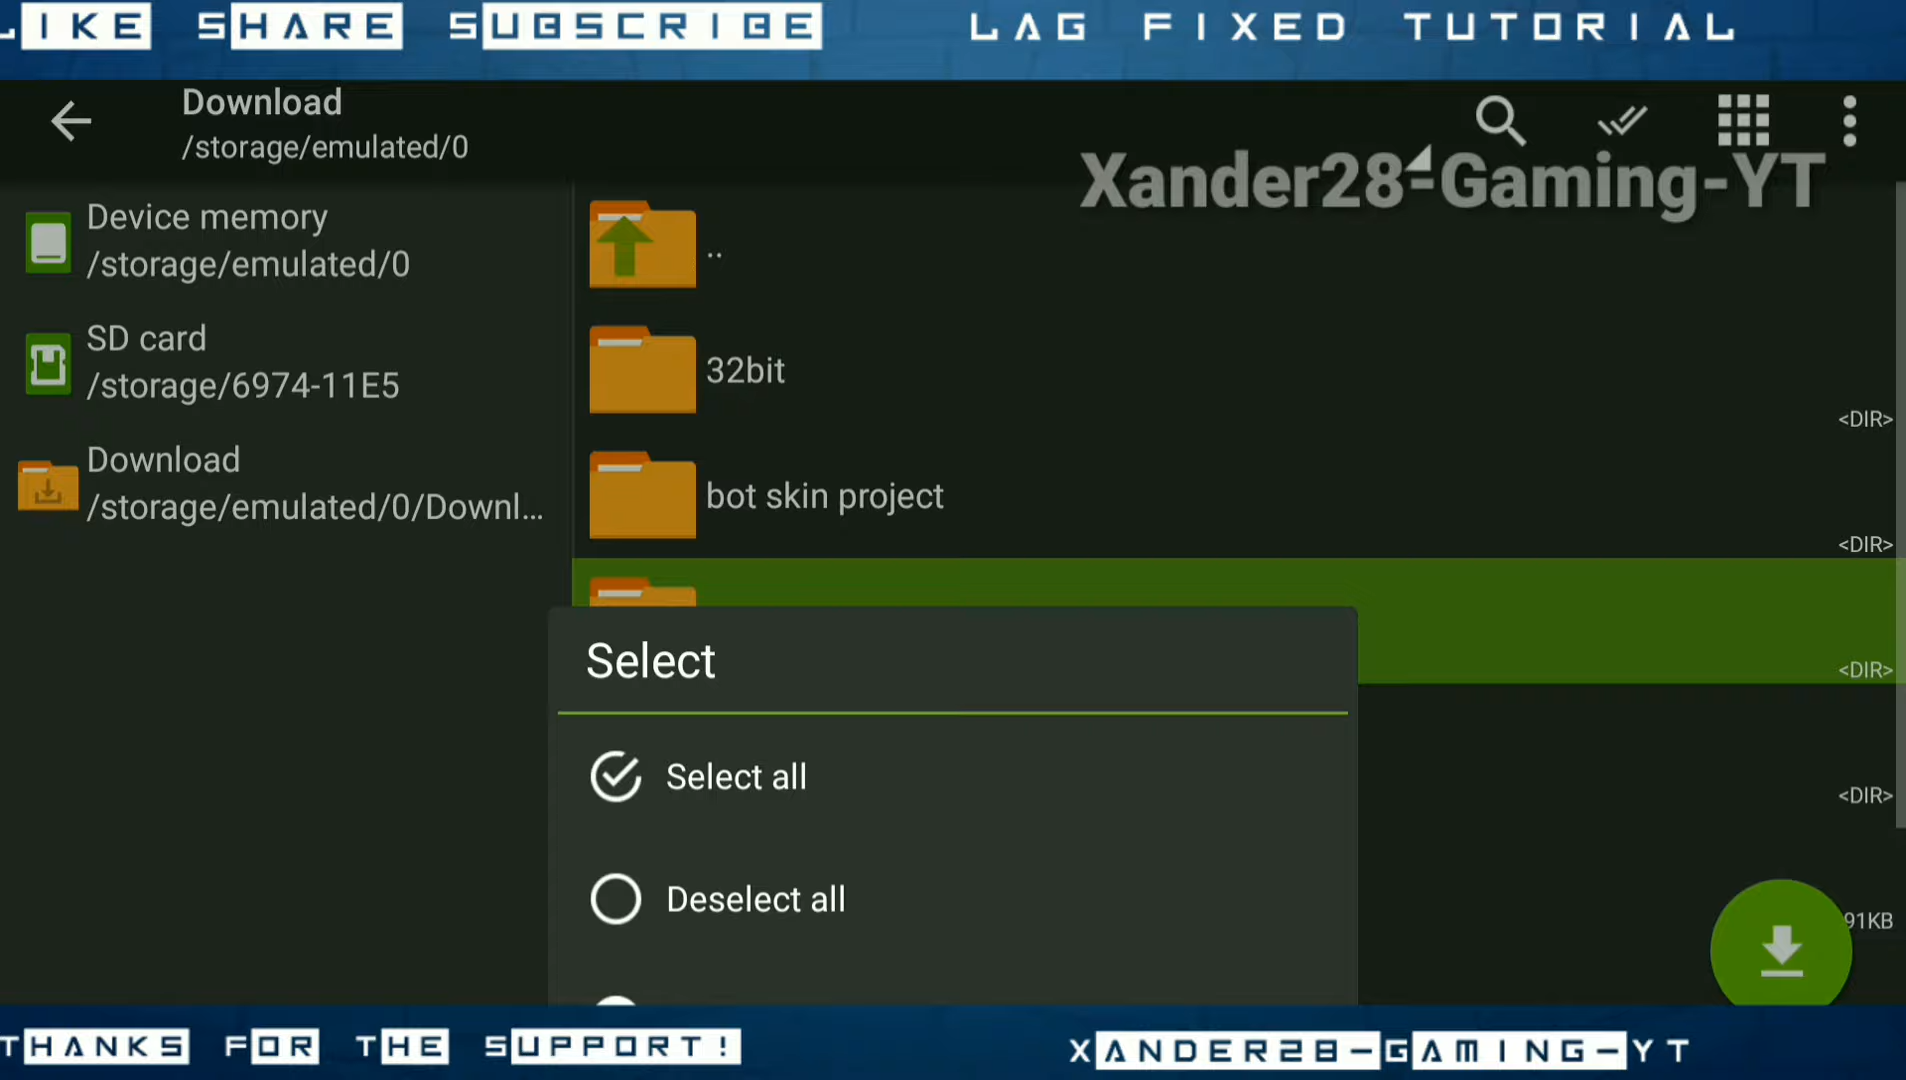 LIKE SHARE SUBSCRIBE LAG FIXED TUTORIAL
Download
/storage/emulated/0
Xander28-Gaming-YT
Device memory
/storage/emulated/0
SD card
/storage/6974-11E5
Download
/storage/emulated/0/Downl...
..
32bit
<DIR>
bot skin project
<DIR>
<DIR>
<DIR>
91KB
Select
Select all
Deselect all
THANKS FOR THE SUPPORT! XANDER28-GAMING-YT